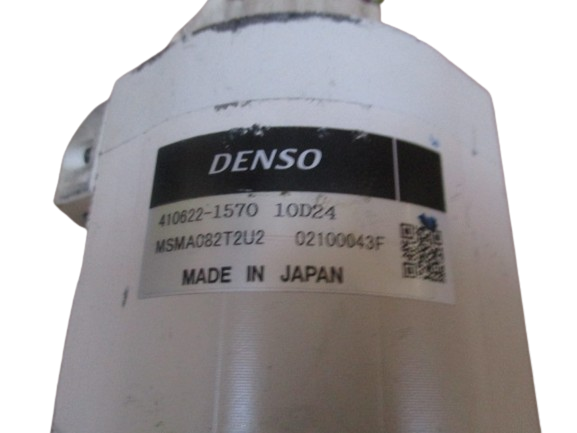 DENSO
410622-1570 10D24
MSMA082T2U2 02100043F
MADE IN JAPAN